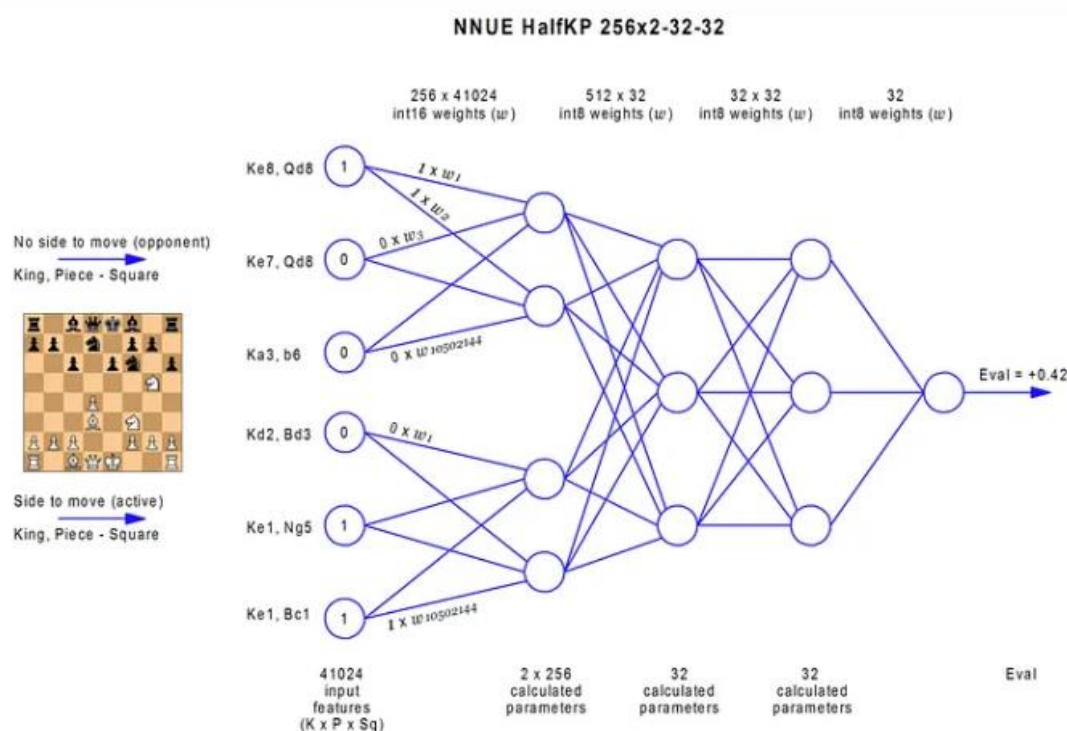 NNUE HalfKP 256x2-32-32
256 x 41024
int16 weights (w)
512 x 32
int8 weights (w)
32 x 32
int8 weights (w)
32
int8 weights (w)
Ke8, Qd8
1
1 x w1
1 x w2
No side to move (opponent)
King, Piece - Square
Ke7, Qd8
0
0 x w3
Ka3, b6
0
0 x w10502144
Eval = +0.42
Kd2, Bd3
0
0 x w1
Side to move (active)
King, Piece - Square
Ke1, Ng5
1
Ke1, Bc1
1
1 x w10502144
41024
input
features
(K x P x Sq)
2 x 256
calculated
parameters
32
calculated
parameters
32
calculated
parameters
Eval